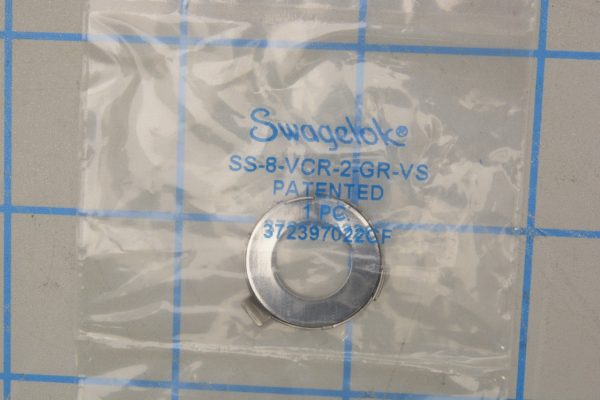 Swagelok®
SS-8-VCR-2-GR-VS
PATENTED
1 PC
372397022CF